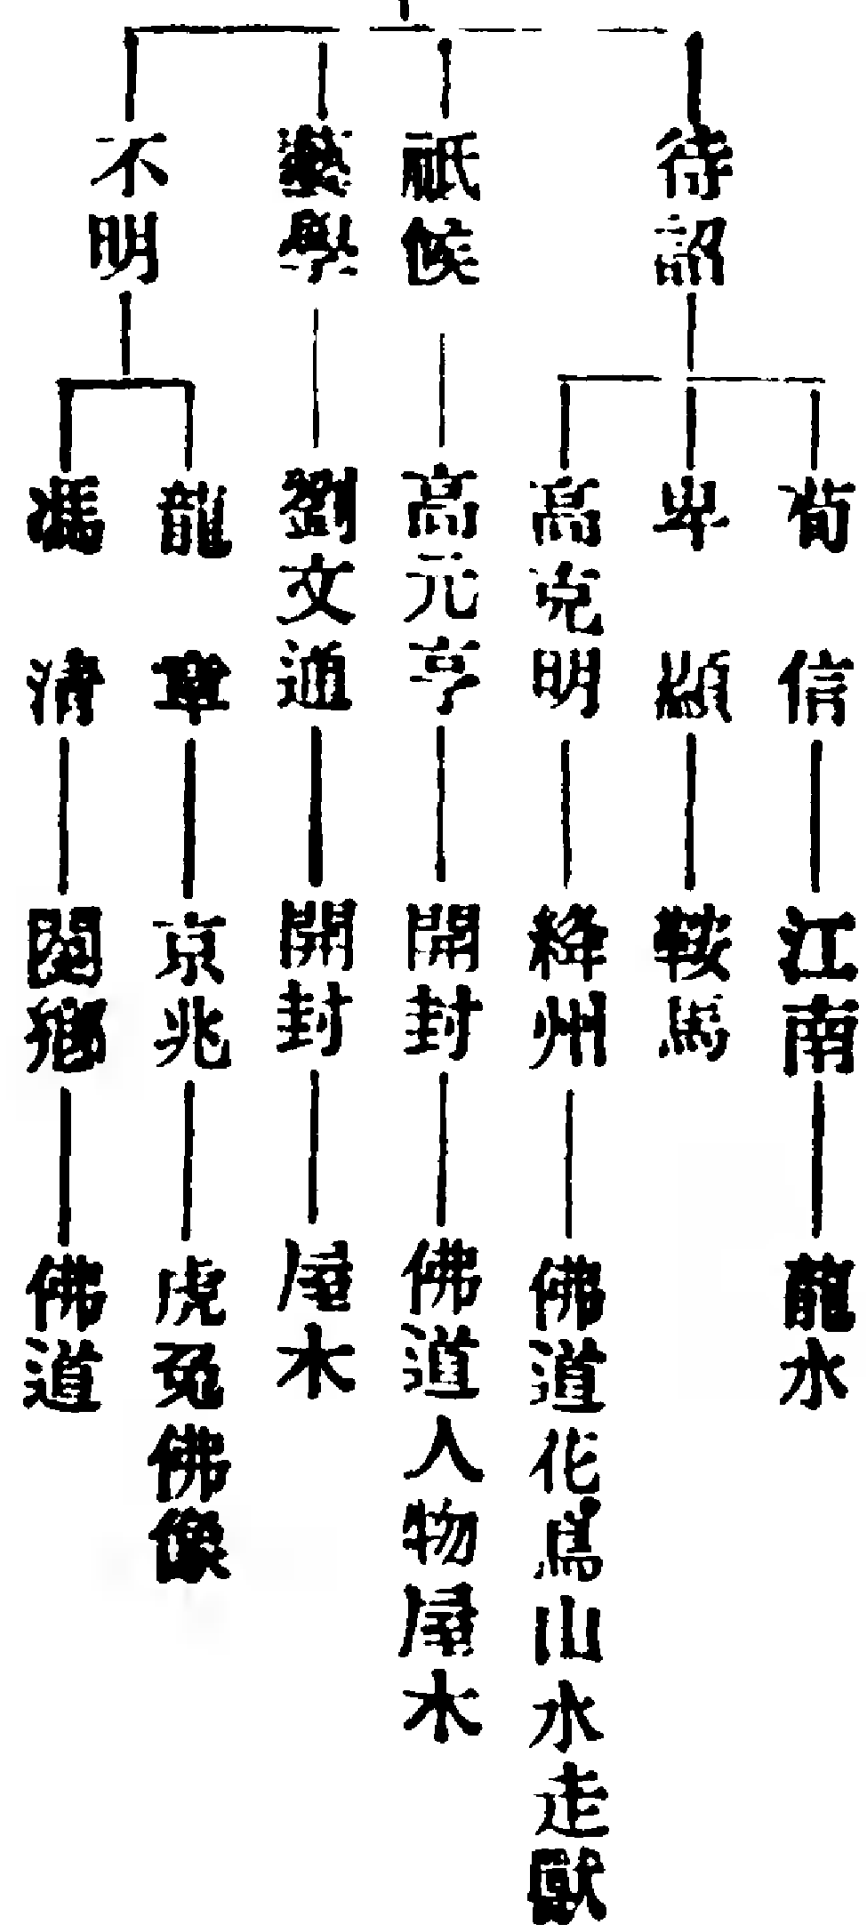 待詔
荀信
江南
龍水
卑顯
鞍馬
高克明
絳州
佛道花鳥山水走獸
祇候
高元亨
開封
佛道人物屋木
藝學
劉文通
開封
屋木
不明
龍章
京兆
虎兔佛像
馮清
閿鄉
佛道